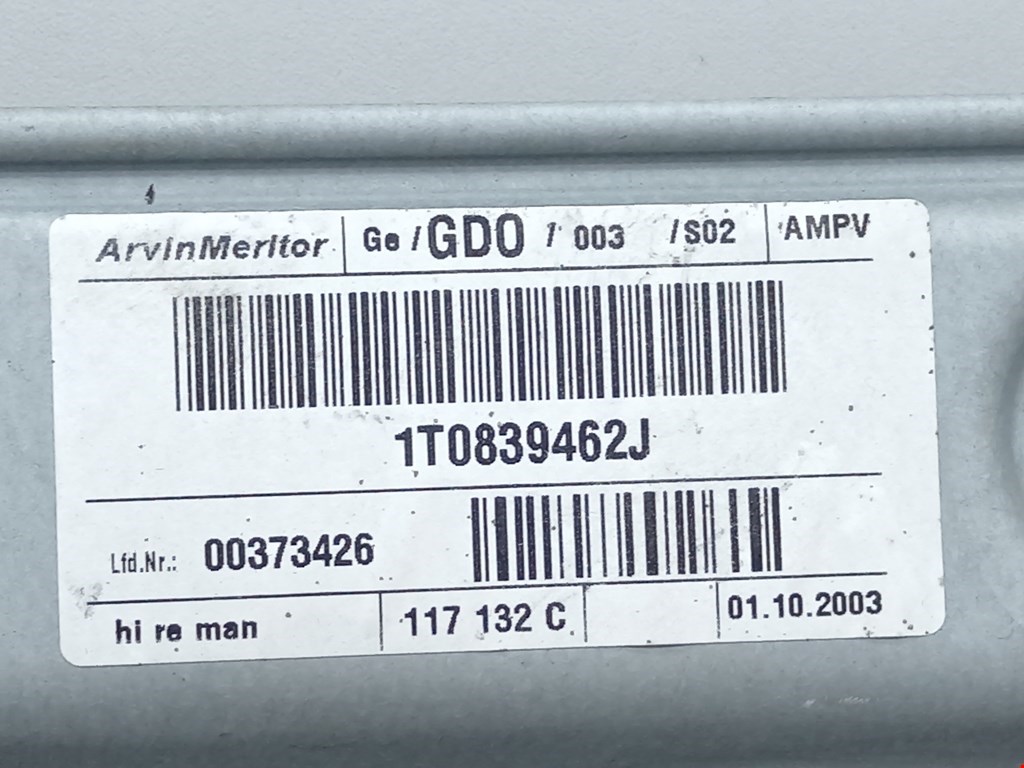 ArvinMeritor Ge / GDO / 003 / S02 AMPV
1T0839462J
Lfd.Nr.: 00373426
hi re man 117 132 C 01.10.2003